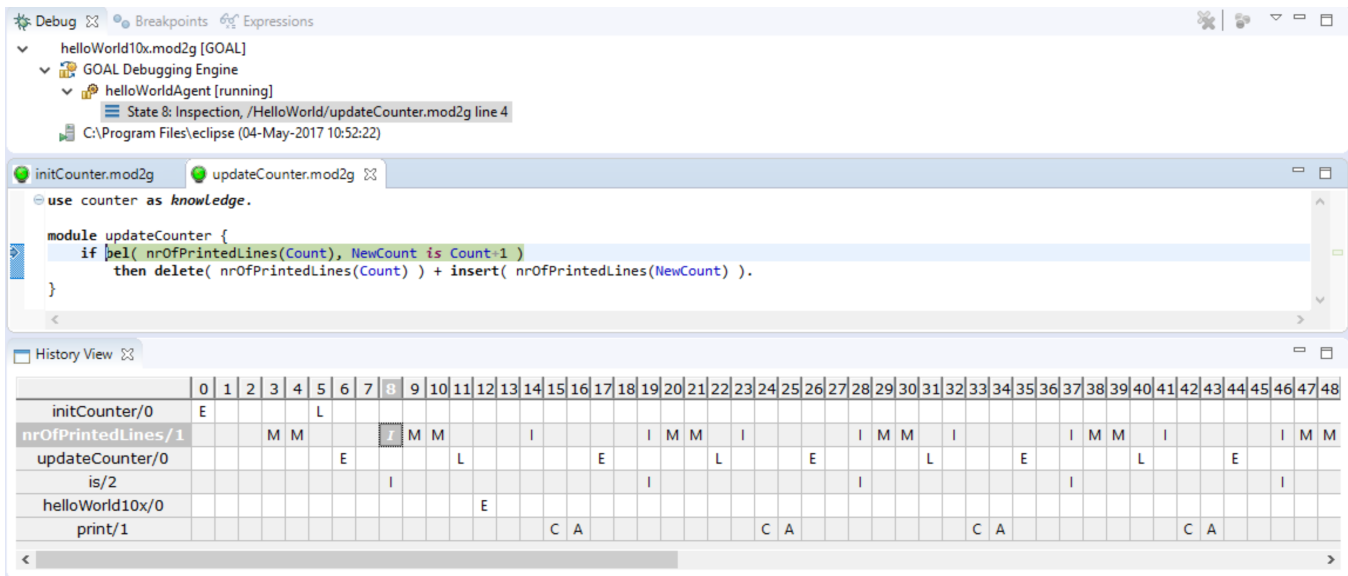 Debug Breakpoints Expressions
helloWorld10x.mod2g [GOAL]
GOAL Debugging Engine
helloWorldAgent [running]
State 8: Inspection, /HelloWorld/updateCounter.mod2g line 4
C:\Program Files\eclipse (04-May-2017 10:52:22)
initCounter.mod2g updateCounter.mod2g
use counter as knowledge.
module updateCounter {
if bel( nrOfPrintedLines(Count), NewCount is Count+1 )
then delete( nrOfPrintedLines(Count) ) + insert( nrOfPrintedLines(NewCount) ).
}
History View
0 1 2 3 4 5 6 7 8 9 10 11 12 13 14 15 16 17 18 19 20 21 22 23 24 25 26 27 28 29 30 31 32 33 34 35 36 37 38 39 40 41 42 43 44 45 46 47 48
initCounter/0 E L
nrOfPrintedLines/1 M M I M M I I M M I I M M I I M M I I M M
updateCounter/0 E L E L E L E L E
is/2 I I I I I
helloWorld10x/0 E
print/1 C A C A C A C A